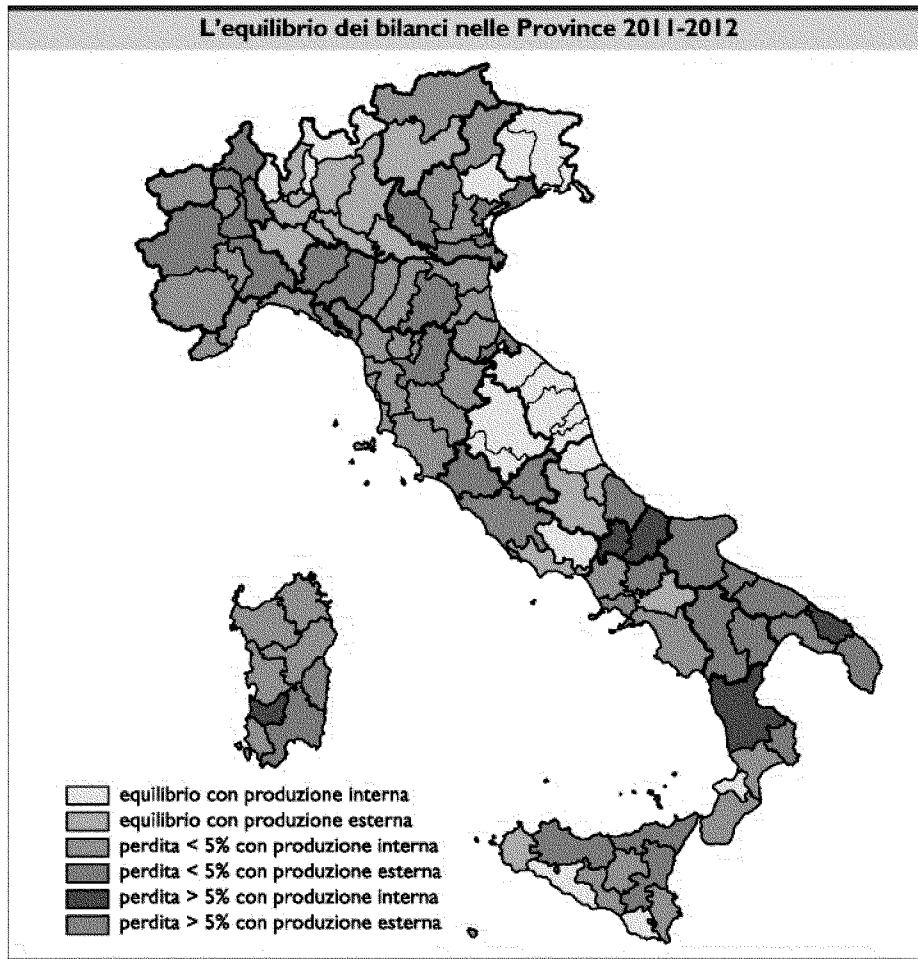 L'equilibrio dei bilanci nelle Province 2011-2012
equilibrio con produzione interna
equilibrio con produzione esterna
perdita < 5% con produzione interna
perdita < 5% con produzione esterna
perdita > 5% con produzione interna
perdita > 5% con produzione esterna